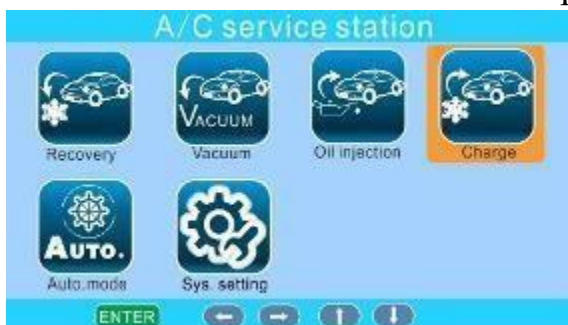 A/C service station
VACUUM
Recovery
Vacuum
Oil injection
Charge
AUTO.
Auto.mode
Sys. setting
ENTER